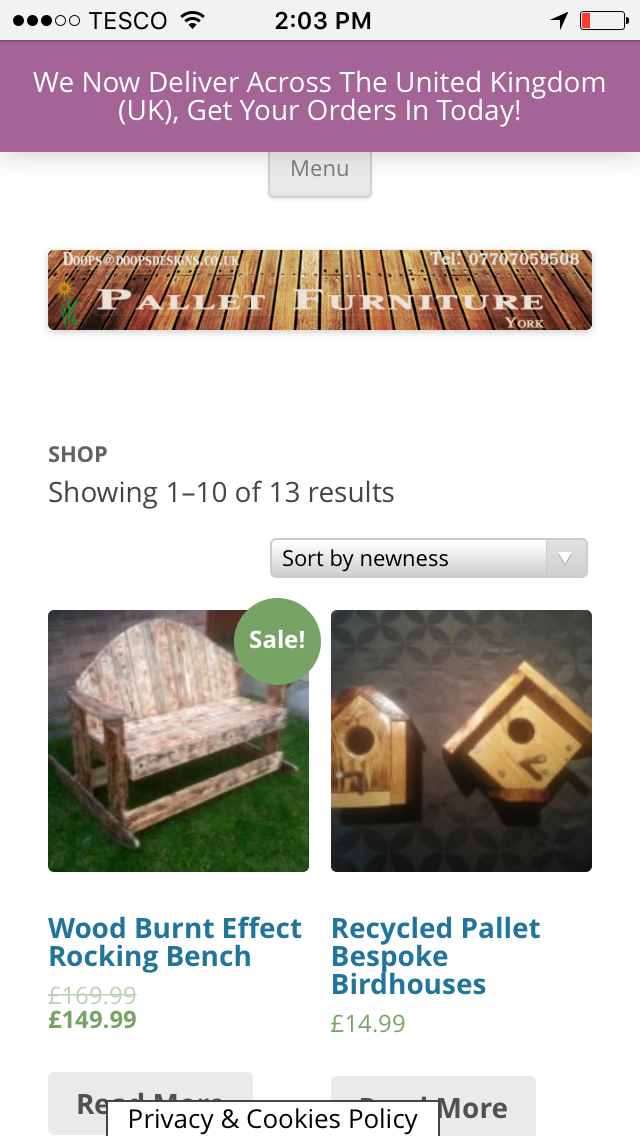 TESCO
2:03 PM
We Now Deliver Across The United Kingdom
(UK), Get Your Orders In Today!
Menu
Doops@doopsdesigns.co.uk
Tel: 07707059508
Pallet Furniture
York
SHOP
Showing 1–10 of 13 results
Sort by newness
Sale!
Wood Burnt Effect
Rocking Bench
£169.99
£149.99
Recycled Pallet
Bespoke
Birdhouses
£14.99
Read More
Read More
Privacy & Cookies Policy